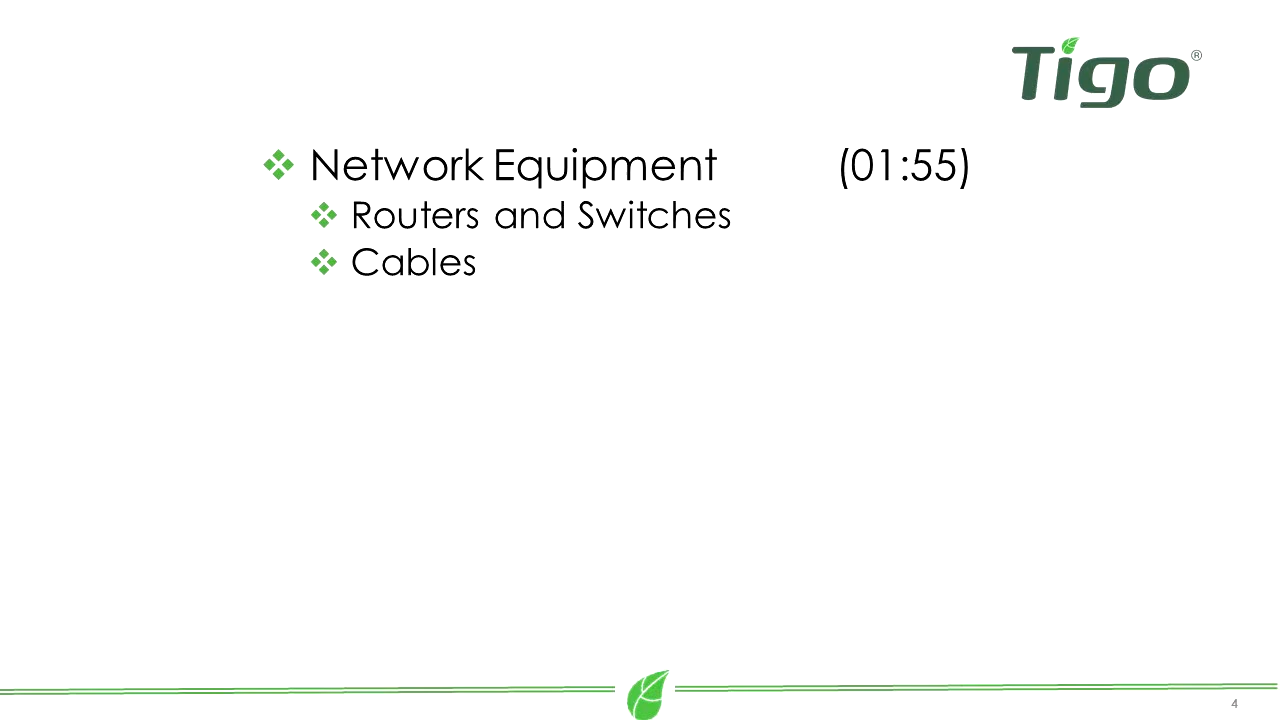 Tigo®
❖ Network Equipment (01:55)
❖ Routers and Switches
❖ Cables
4